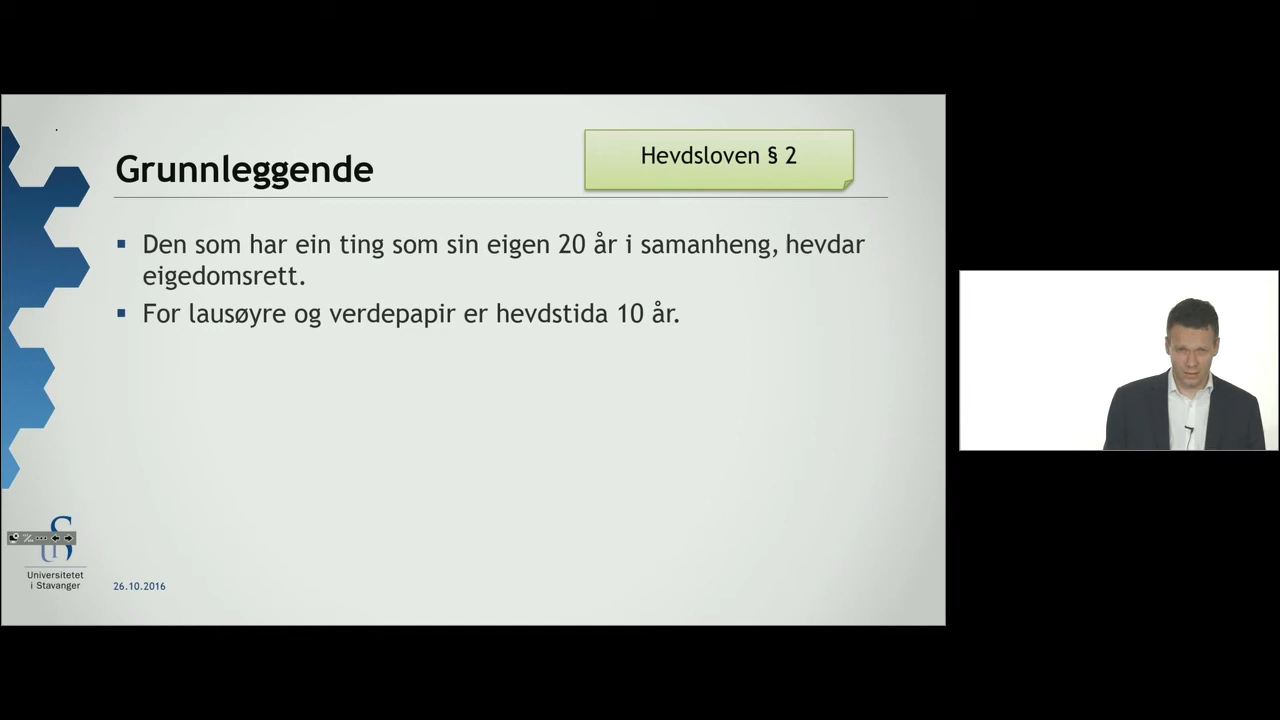 Grunnleggende
Hevdsloven § 2
Den som har ein ting som sin eigen 20 år i samanheng, hevdar
eigedomsrett.
For lausøyre og verdepapir er hevdstida 10 år.
Universitetet
i Stavanger
26.10.2016